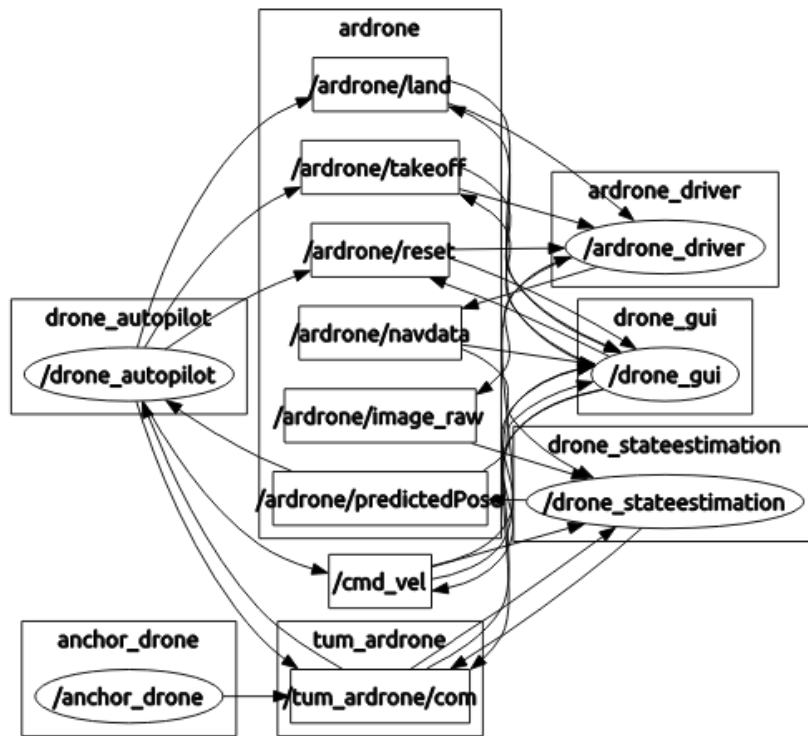 ardrone
/ardrone/land
/ardrone/takeoff
ardrone_driver
/ardrone/reset
/ardrone_driver
drone_autopilot
/ardrone/navdata
drone_gui
/drone_autopilot
/drone_gui
/ardrone/image_raw
drone_stateestimation
/ardrone/predictedPose
/drone_stateestimation
/cmd_vel
anchor_drone
tum_ardrone
/anchor_drone
/tum_ardrone/com